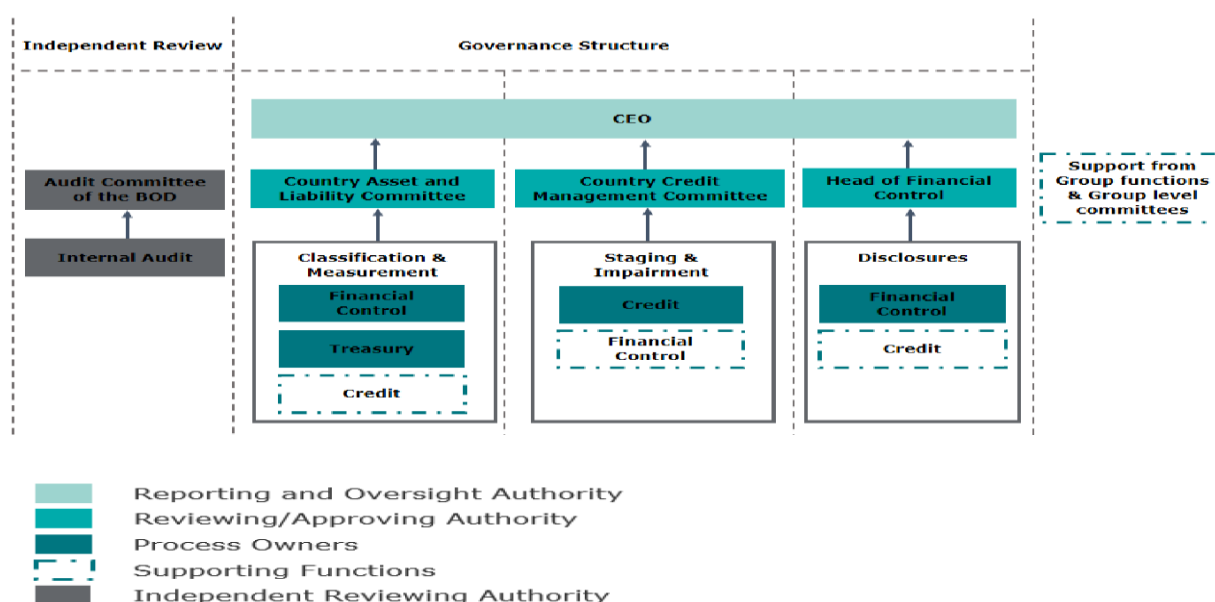 Independent Review
Governance Structure
CEO
Audit Committee
of the BOD
Internal Audit
Country Asset and
Liability Committee
Classification &
Measurement
Financial
Control
Treasury
Credit
Country Credit
Management Committee
Staging &
Impairment
Credit
Financial
Control
Head of Financial
Control
Disclosures
Financial
Control
Credit
Support from
Group functions
& Group level
committees
Reporting and Oversight Authority
Reviewing/Approving Authority
Process Owners
Supporting Functions
Independent Reviewing Authority